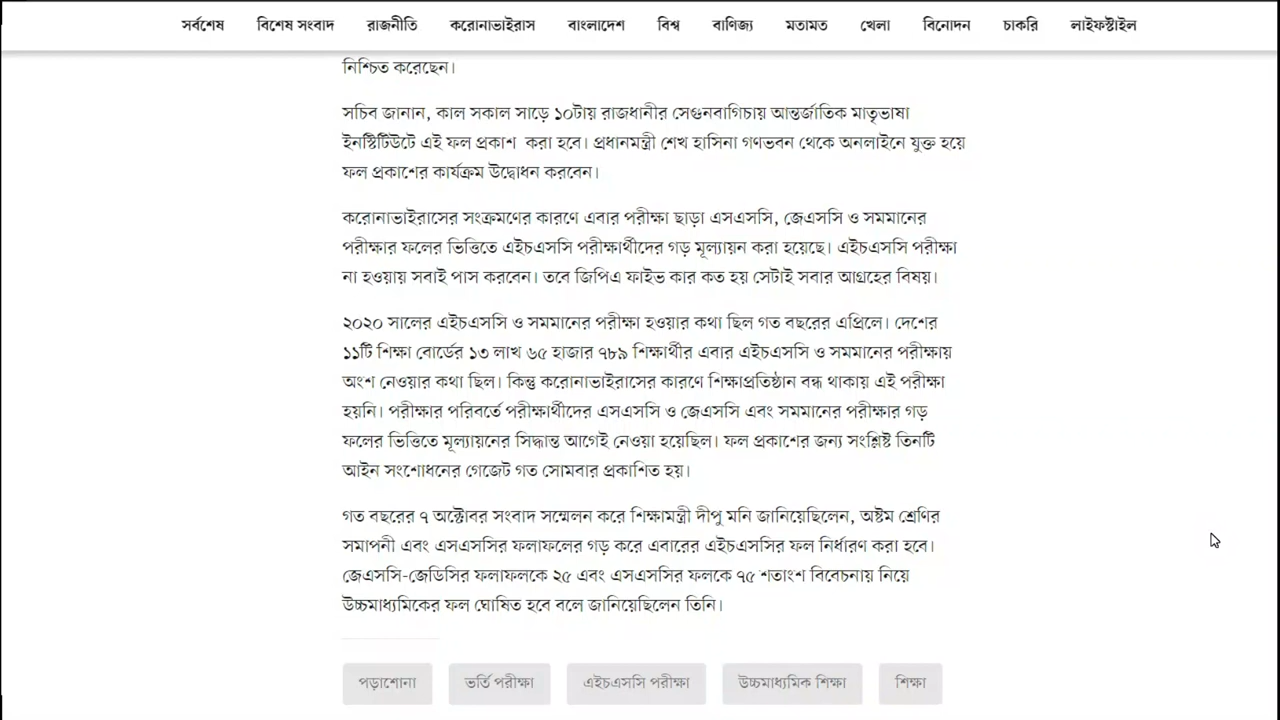 সর্বশেষ বিশেষ সংবাদ রাজনীতি করোনাভাইরাস বাংলাদেশ বিশ্ব বাণিজ্য মতামত খেলা বিনোদন চাকরি লাইফস্টাইল
নিশ্চিত করেছেন।
সচিব জানান, কাল সকাল সাড়ে ১০টায় রাজধানীর সেগুনবাগিচায় আন্তর্জাতিক মাতৃভাষা
ইনস্টিটিউটে এই ফল প্রকাশ করা হবে। প্রধানমন্ত্রী শেখ হাসিনা গণভবন থেকে অনলাইনে যুক্ত হয়ে
ফল প্রকাশের কার্যক্রম উদ্বোধন করবেন।
করোনাভাইরাসের সংক্রমণের কারণে এবার পরীক্ষা ছাড়া এসএসসি, জেএসসি ও সমমানের
পরীক্ষার ফলের ভিত্তিতে এইচএসসি পরীক্ষার্থীদের গড় মূল্যায়ন করা হয়েছে। এইচএসসি পরীক্ষা
না হওয়ায় সবাই পাস করবেন। তবে জিপিএ ফাইভ কার কত হয় সেটাই সবার আগ্রহের বিষয়।
২০২০ সালের এইচএসসি ও সমমানের পরীক্ষা হওয়ার কথা ছিল গত বছরের এপ্রিলে। দেশের
১১টি শিক্ষা বোর্ডের ১৩ লাখ ৬৫ হাজার ৭৮৯ শিক্ষার্থীর এবার এইচএসসি ও সমমানের পরীক্ষায়
অংশ নেওয়ার কথা ছিল। কিন্তু করোনাভাইরাসের কারণে শিক্ষাপ্রতিষ্ঠান বন্ধ থাকায় এই পরীক্ষা
হয়নি। পরীক্ষার পরিবর্তে পরীক্ষার্থীদের এসএসসি ও জেএসসি এবং সমমানের পরীক্ষার গড়
ফলের ভিত্তিতে মূল্যায়নের সিদ্ধান্ত আগেই নেওয়া হয়েছিল। ফল প্রকাশের জন্য সংশ্লিষ্ট তিনটি
আইন সংশোধনের গেজেট গত সোমবার প্রকাশিত হয়।
গত বছরের ৭ অক্টোবর সংবাদ সম্মেলন করে শিক্ষামন্ত্রী দীপু মনি জানিয়েছিলেন, অষ্টম শ্রেণির
সমাপনী এবং এসএসসির ফলাফলের গড় করে এবারের এইচএসসির ফল নির্ধারণ করা হবে।
জেএসসি-জেডিসির ফলাফলকে ২৫ এবং এসএসসির ফলকে ৭৫ শতাংশ বিবেচনায় নিয়ে
উচ্চমাধ্যমিকের ফল ঘোষিত হবে বলে জানিয়েছিলেন তিনি।
পড়াশোনা ভর্তি পরীক্ষা এইচএসসি পরীক্ষা উচ্চমাধ্যমিক শিক্ষা শিক্ষা